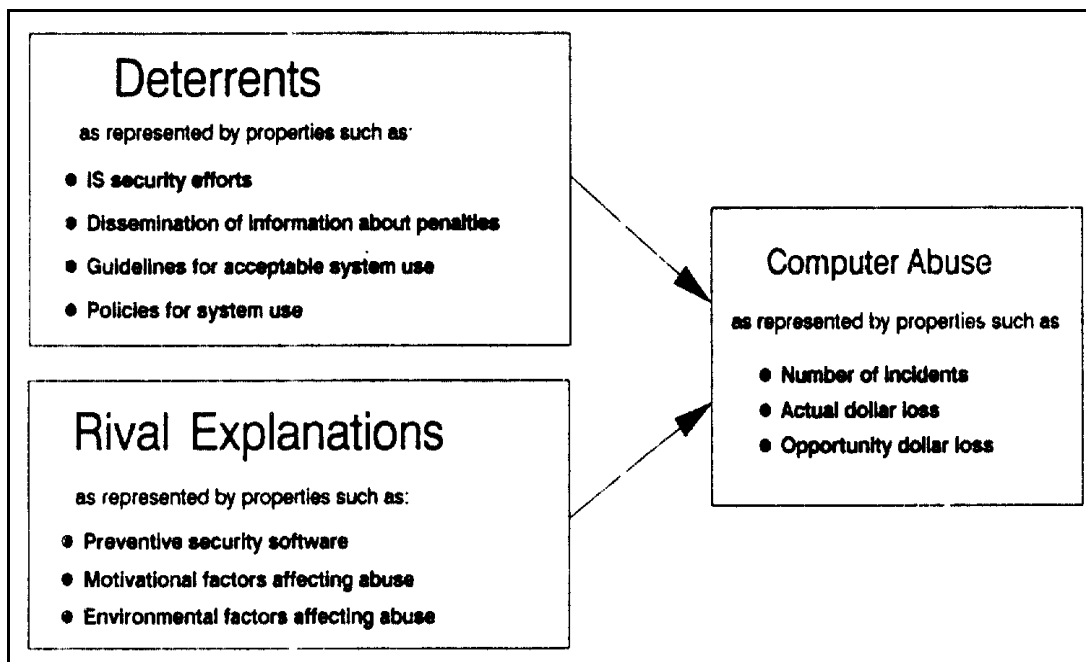 Deterrents
as represented by properties such as:
● IS security efforts
● Dissemination of information about penalties
● Guidelines for acceptable system use
● Policies for system use
Rival Explanations
as represented by properties such as:
● Preventive security software
● Motivational factors affecting abuse
● Environmental factors affecting abuse
Computer Abuse
as represented by properties such as
● Number of incidents
● Actual dollar loss
● Opportunity dollar loss